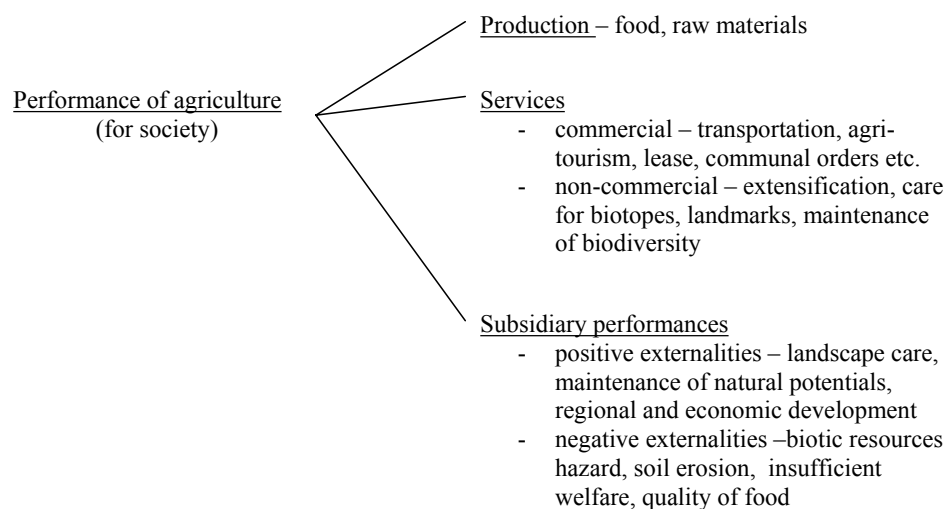 Production – food, raw materials
Performance of agriculture
(for society)
Services
- commercial – transportation, agri-
tourism, lease, communal orders etc.
- non-commercial – extensification, care
for biotopes, landmarks, maintenance
of biodiversity
Subsidiary performances
- positive externalities – landscape care,
maintenance of natural potentials,
regional and economic development
- negative externalities –biotic resources
hazard, soil erosion, insufficient
welfare, quality of food